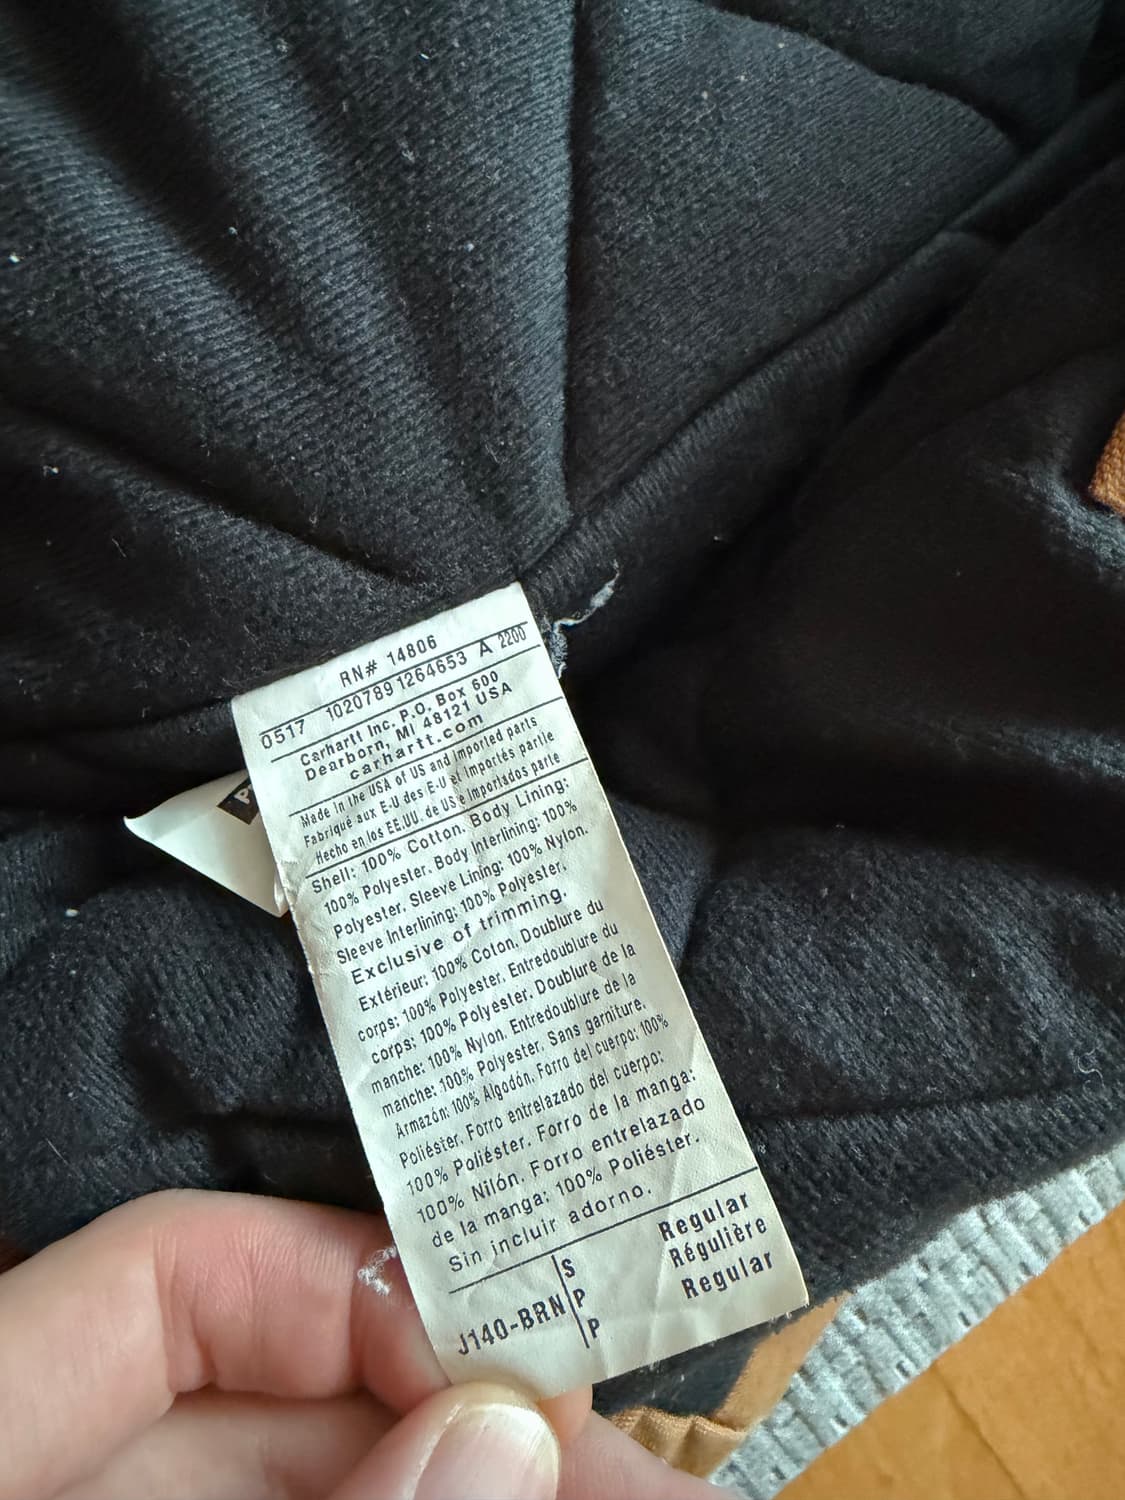 RN# 14806
0517 1020789 1264653 A 2200
Carhartt Inc. P.O. Box 600
Dearborn, MI 48121 USA
carhartt.com
Made in the USA of US and imported parts
Fabriqué aux E-U des E-U et importés partie
Hecho en los EE.UU. de US e Importados parte
Shell: 100% Cotton. Body Lining:
100% Polyester. Body Interlining: 100%
Polyester. Sleeve Lining: 100% Nylon.
Sleeve Interlining: 100% Polyester.
Exclusive of trimming.
Extérieur: 100% Coton. Doublure du
corps: 100% Polyester. Entredoublure du
corps: 100% Polyester. Doublure de la
manche: 100% Nylon. Entredoublure de la
manche: 100% Polyester. Sans garniture.
Armazón: 100% Algodón. Forro del cuerpo: 100%
Poliéster. Forro entrelazado del cuerpo:
100% Poliéster. Forro de la manga:
100% Nilón. Forro entrelazado
de la manga: 100% Poliéster.
Sin incluir adorno.
J140-BRN
S Regular
P Régulière
P Regular